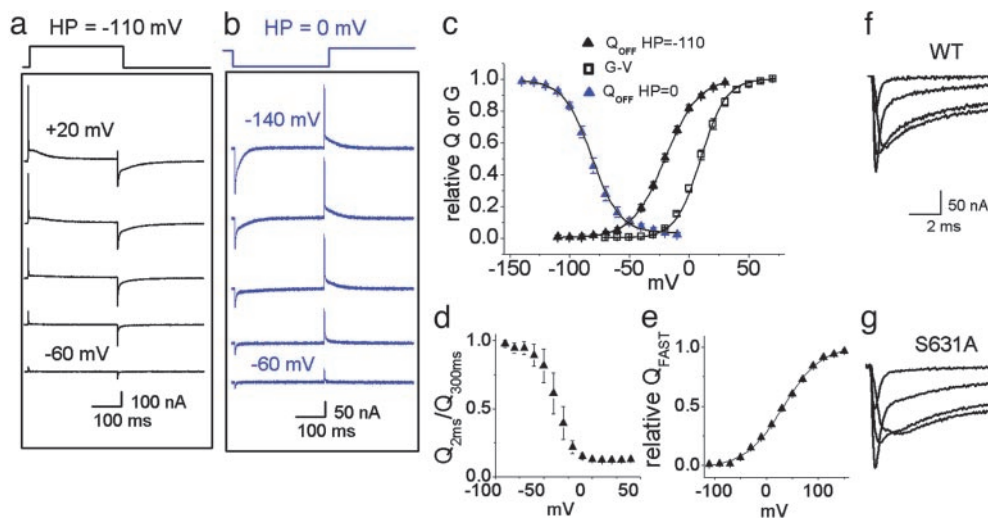 a
HP = -110 mV
+20 mV
-60 mV
100 nA
100 ms
b
HP = 0 mV
-140 mV
-60 mV
50 nA
100 ms
c
Q_OFF HP=-110
G-V
Q_OFF HP=0
relative Q or G
1.0
0.8
0.6
0.4
0.2
0.0
-150 -100 -50 0 50
mV
d
Q_2ms/Q_300ms
1.0
0.5
0.0
-100 -50 0 50
mV
e
relative Q_FAST
1.0
0.5
0.0
-100 0 100
mV
f
WT
50 nA
2 ms
g
S631A